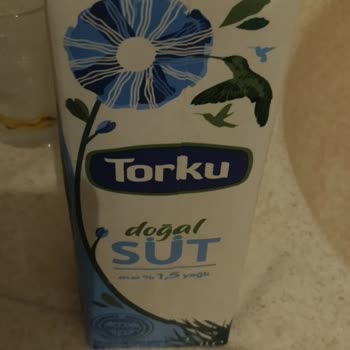 Torku
doğal
SÜT
% 1,5 yağlı